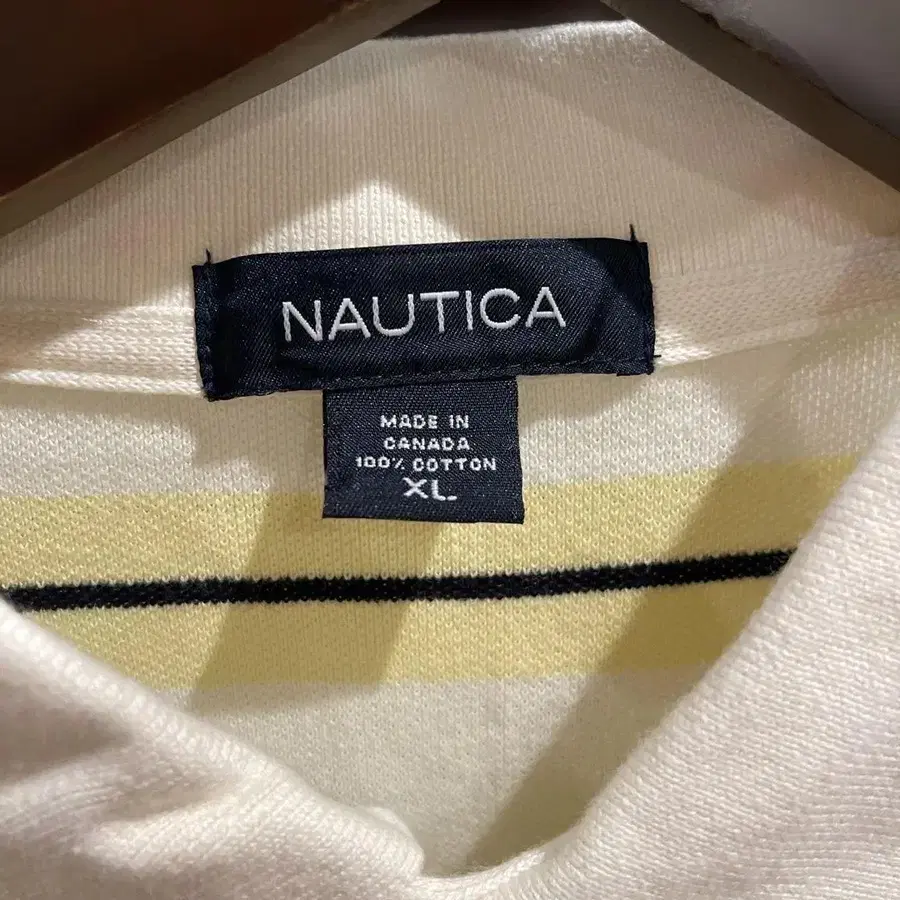 NAUTICA
MADE IN
CANADA
100% COTTON
XL